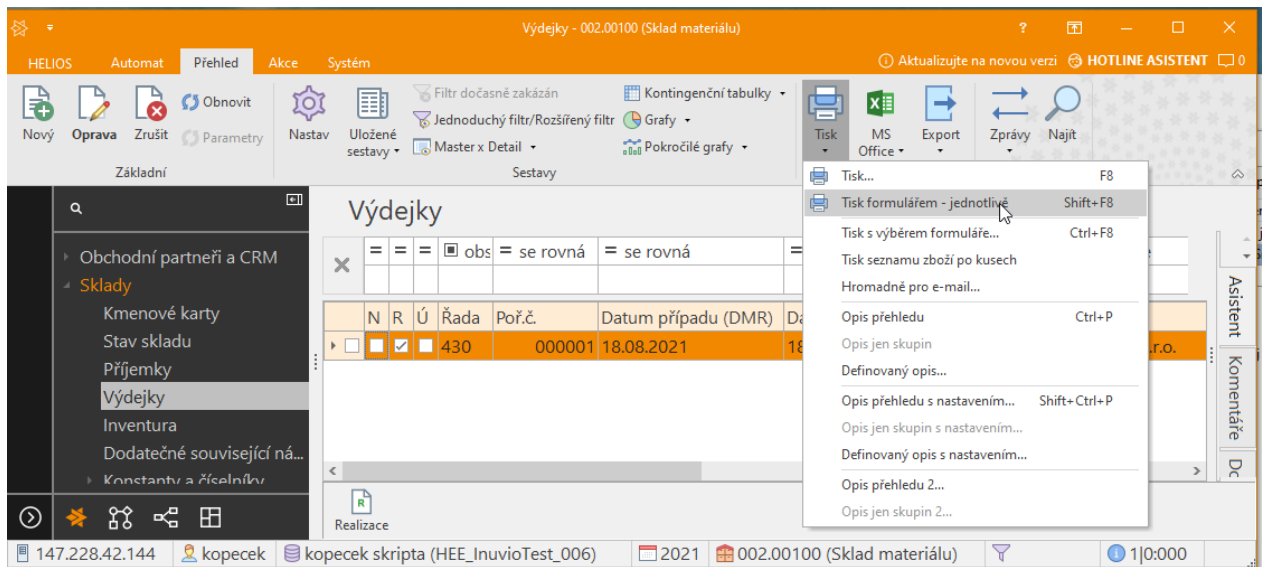 Výdejky - 002.00100 (Sklad materiálu)
?
HELIOS Automat Přehled Akce Systém
Aktualizujte na novou verzi HOTLINE ASISTENT 0
Nový Oprava Zrušit
Obnovit
Parametry
Základní
Nastav
Uložené sestavy
Filtr dočasně zakázán
Jednoduchý filtr/Rozšířený filtr
Master x Detail
Kontingenční tabulky
Grafy
Pokročilé grafy
Sestavy
Tisk
MS Office
Export
Zprávy
Najít
Tisk... F8
Tisk formulářem - jednotlivě Shift+F8
Tisk s výběrem formuláře... Ctrl+F8
Tisk seznamu zboží po kusech
Hromadně pro e-mail...
Opis přehledu Ctrl+P
Opis jen skupin
Definovaný opis...
Opis přehledu s nastavením... Shift+Ctrl+P
Opis jen skupin s nastavením...
Definovaný opis s nastavením...
Opis přehledu 2...
Opis jen skupin 2...
Obchodní partneři a CRM
Sklady
Kmenové karty
Stav skladu
Příjemky
Výdejky
Inventura
Dodatečné související ná...
Konstanty a číselníky
Výdejky
= = = obs = se rovná = se rovná =
N R Ú Řada Poř.č. Datum případu (DMR)
430 000001 18.08.2021 18 .r.o.
Realizace
Asistent
Komentáře
147.228.42.144 kopecek kopecek skripta (HEE_InuvioTest_006) 2021 002.00100 (Sklad materiálu) 1|0:000